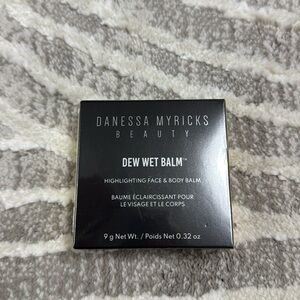 DANESSA MYRICKS
BEAUTY
DEW WET BALM™
HIGHLIGHTING FACE & BODY BALM
BAUME ÉCLAIRCISSANT POUR
LE VISAGE ET LE CORPS
9 g Net Wt. / Poids Net 0.32 oz